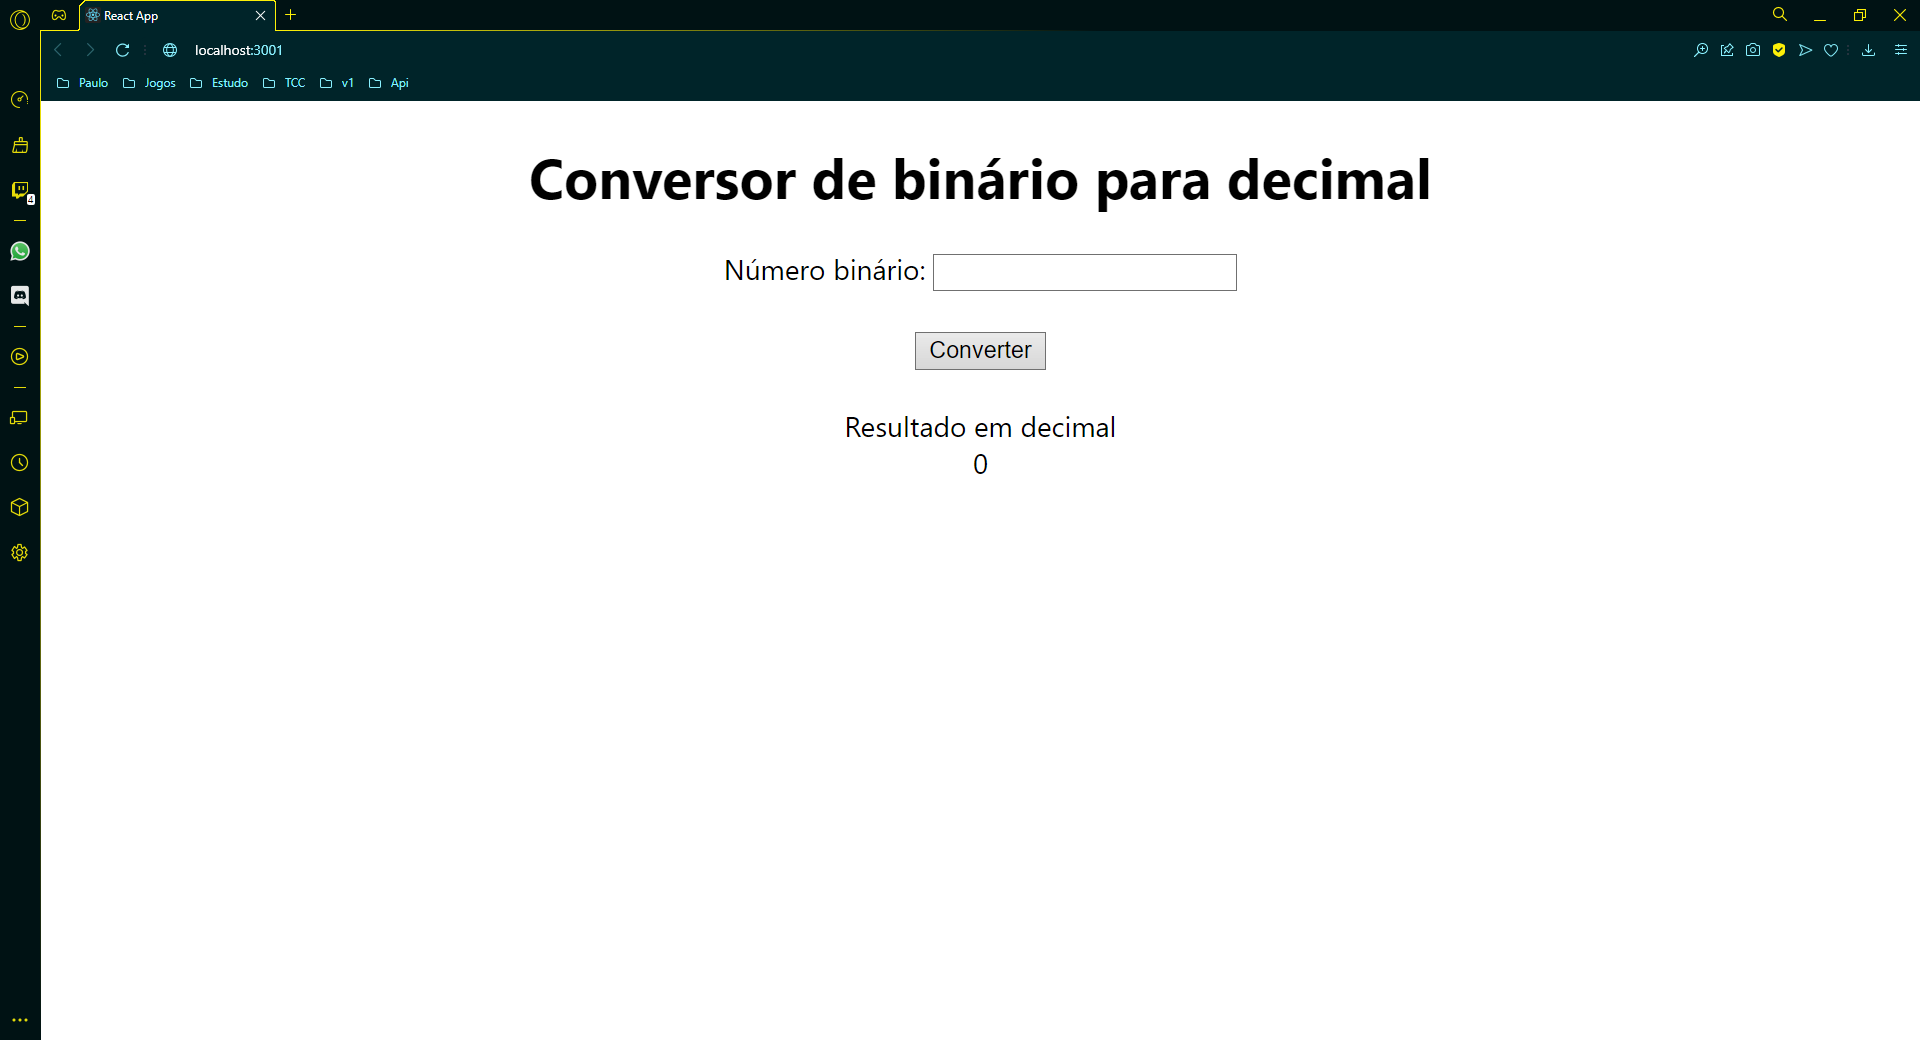 React App
localhost:3001
Paulo Jogos Estudo TCC v1 Api
4
Conversor de binário para decimal
Número binário:
Converter
Resultado em decimal
0